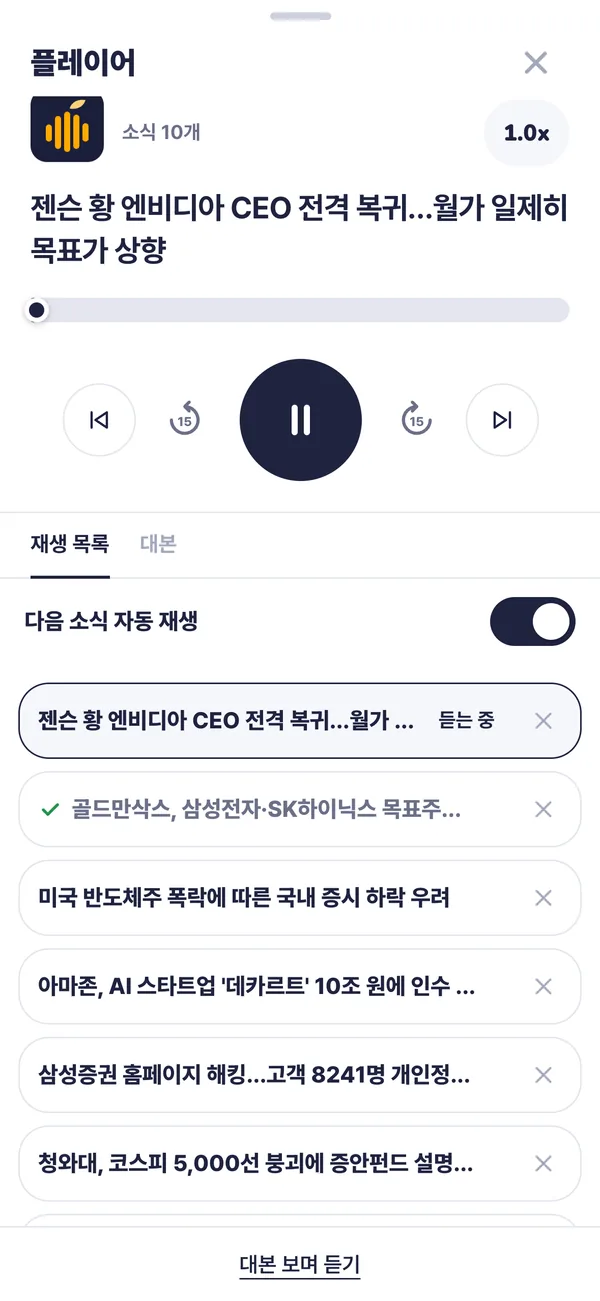 플레이어
소식 10개
1.0x
젠슨 황 엔비디아 CEO 전격 복귀...월가 일제히
목표가 상향
15
15
재생 목록
대본
다음 소식 자동 재생
젠슨 황 엔비디아 CEO 전격 복귀...월가 ...
듣는 중
골드만삭스, 삼성전자·SK하이닉스 목표주...
미국 반도체주 폭락에 따른 국내 증시 하락 우려
아마존, AI 스타트업 '데카르트' 10조 원에 인수 ...
삼성증권 홈페이지 해킹...고객 8241명 개인정...
청와대, 코스피 5,000선 붕괴에 증안펀드 설명...
대본 보며 듣기